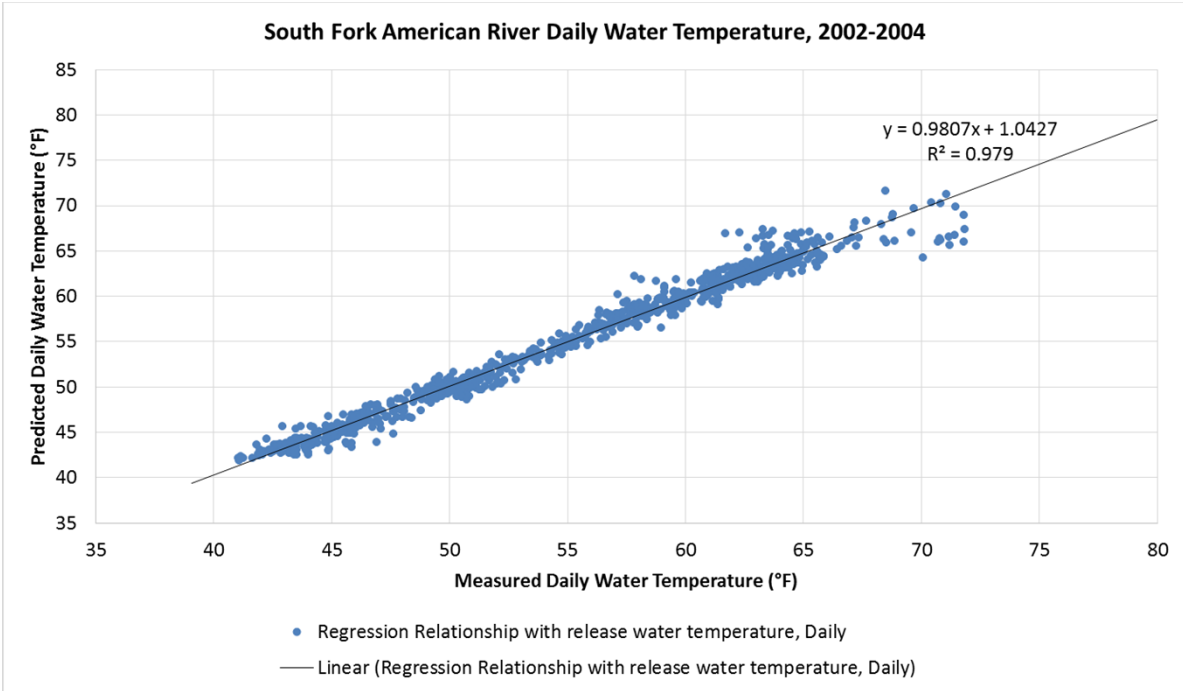 South Fork American River Daily Water Temperature, 2002-2004
85
80
75
70
65
60
55
50
45
40
35
Predicted Daily Water Temperature (°F)
y = 0.9807x + 1.0427
R² = 0.979
35 40 45 50 55 60 65 70 75 80
Measured Daily Water Temperature (°F)
Regression Relationship with release water temperature, Daily
Linear (Regression Relationship with release water temperature, Daily)